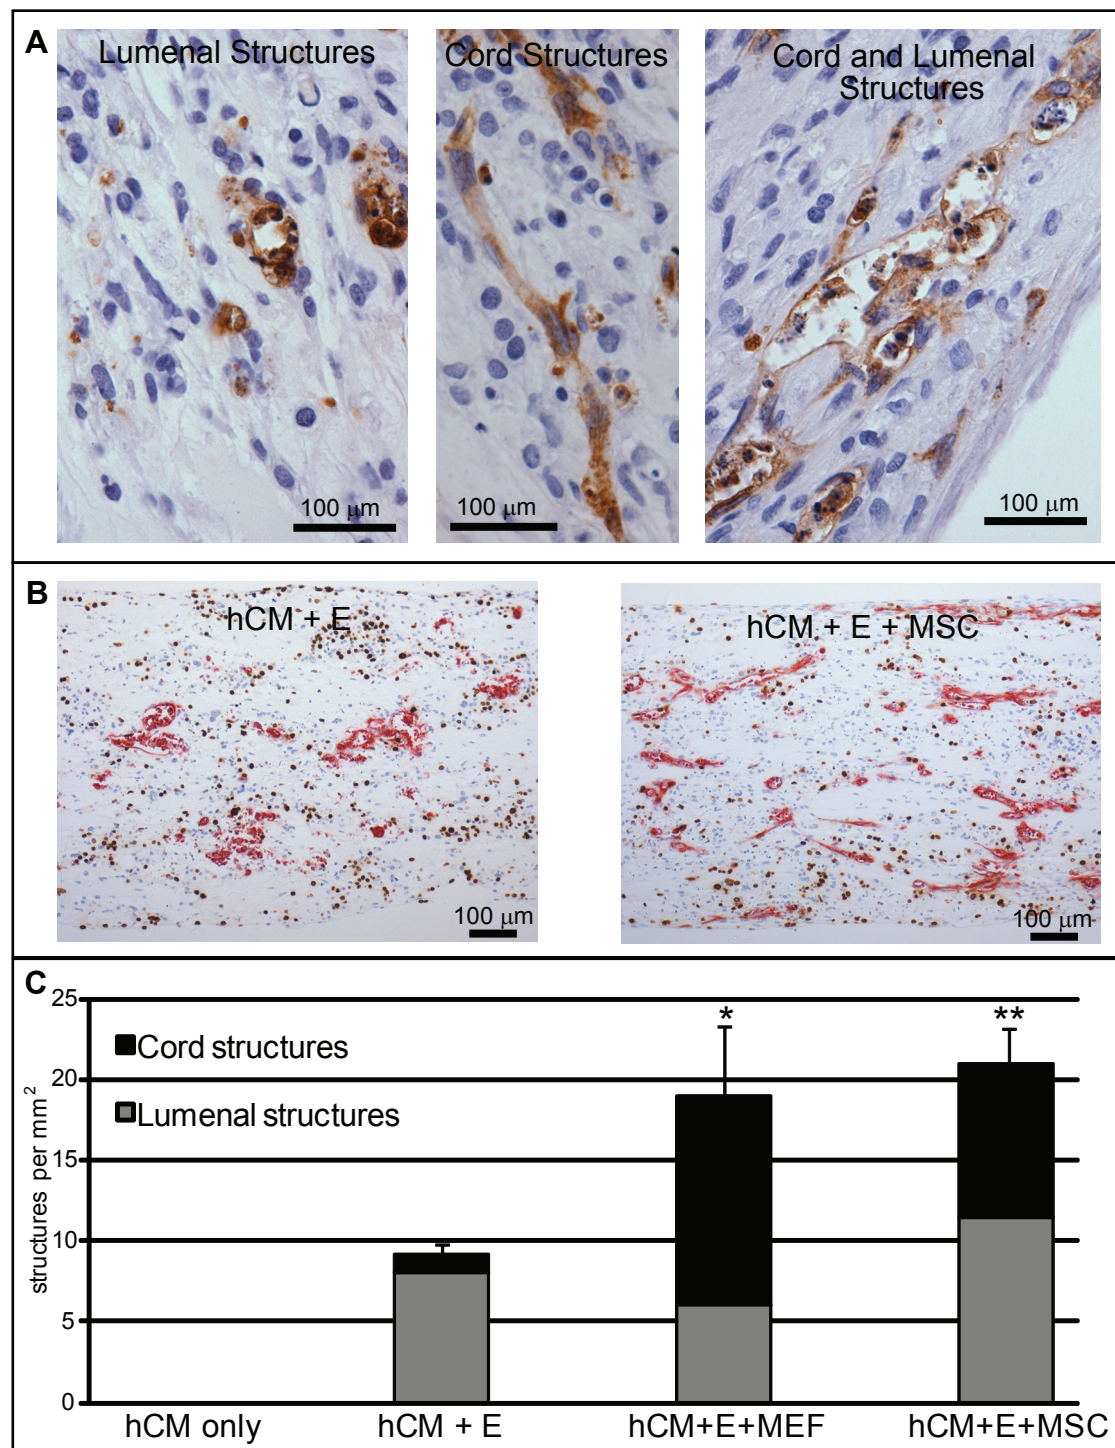 A
Lumenal Structures
Cord Structures
Cord and Lumenal
Structures
100 μm
100 μm
100 μm
B
hCM + E
hCM + E + MSC
100 μm
100 μm
C
structures per mm²
25
20
15
10
5
0
Cord structures
Lumenal structures
*
**
hCM only
hCM + E
hCM+E+MEF
hCM+E+MSC